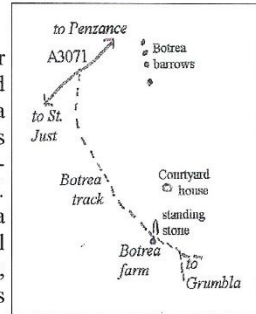 to Penzance
A3071
Botrea
barrows
to St.
Just
Botrea
track
Courtyard
house
standing
stone
Botrea
farm
to
Grumbla